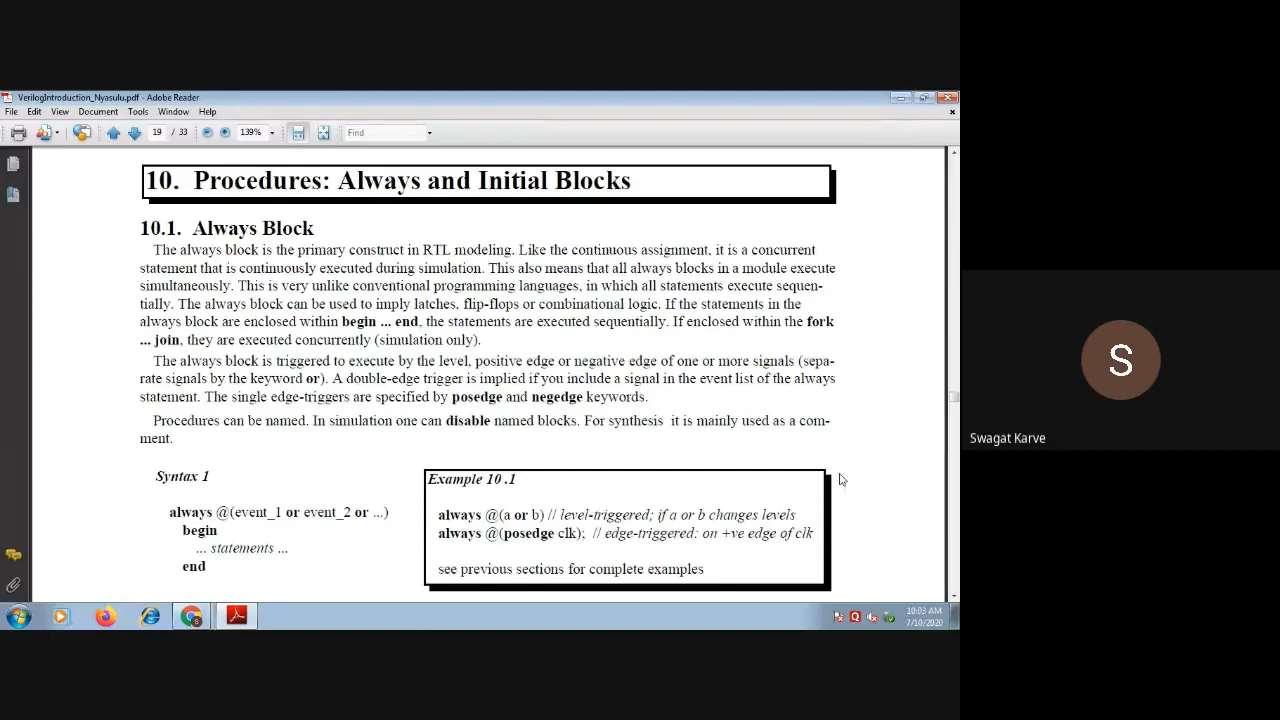 VerilogIntroduction_Nyasulu.pdf - Adobe Reader
File Edit View Document Tools Window Help
19 / 33 139% Find
10. Procedures: Always and Initial Blocks
10.1. Always Block
The always block is the primary construct in RTL modeling. Like the continuous assignment, it is a concurrent
statement that is continuously executed during simulation. This also means that all always blocks in a module execute
simultaneously. This is very unlike conventional programming languages, in which all statements execute sequen-
tially. The always block can be used to imply latches, flip-flops or combinational logic. If the statements in the
always block are enclosed within begin ... end, the statements are executed sequentially. If enclosed within the fork
... join, they are executed concurrently (simulation only).
The always block is triggered to execute by the level, positive edge or negative edge of one or more signals (sepa-
rate signals by the keyword or). A double-edge trigger is implied if you include a signal in the event list of the always
statement. The single edge-triggers are specified by posedge and negedge keywords.
Procedures can be named. In simulation one can disable named blocks. For synthesis it is mainly used as a com-
ment.
Syntax 1
always @(event_1 or event_2 or ...)
begin
... statements ...
end
Example 10 .1
always @(a or b) // level-triggered; if a or b changes levels
always @(posedge clk); // edge-triggered: on +ve edge of clk
see previous sections for complete examples
10:03 AM
7/10/2020
S
Swagat Karve